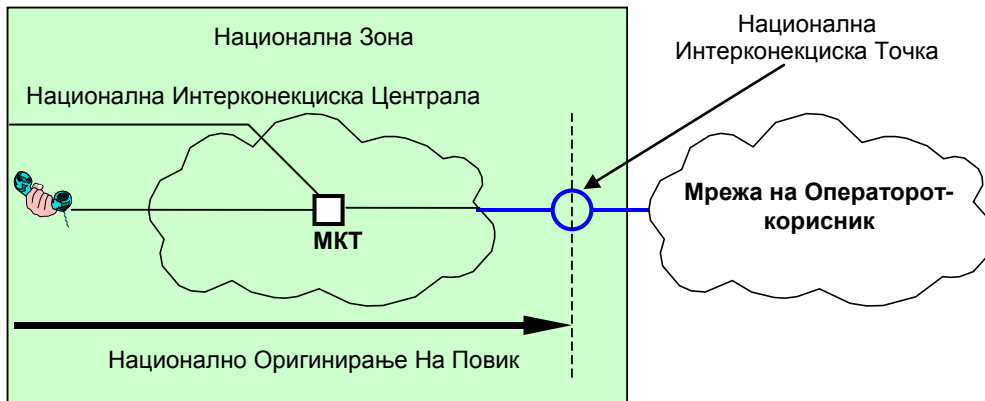 Национална Зона
Национална
Интерконекциска Точка
Национална Интерконекциска Централа
МКТ
Мрежа на Операторот-
корисник
Национално Оригинирање На Повик